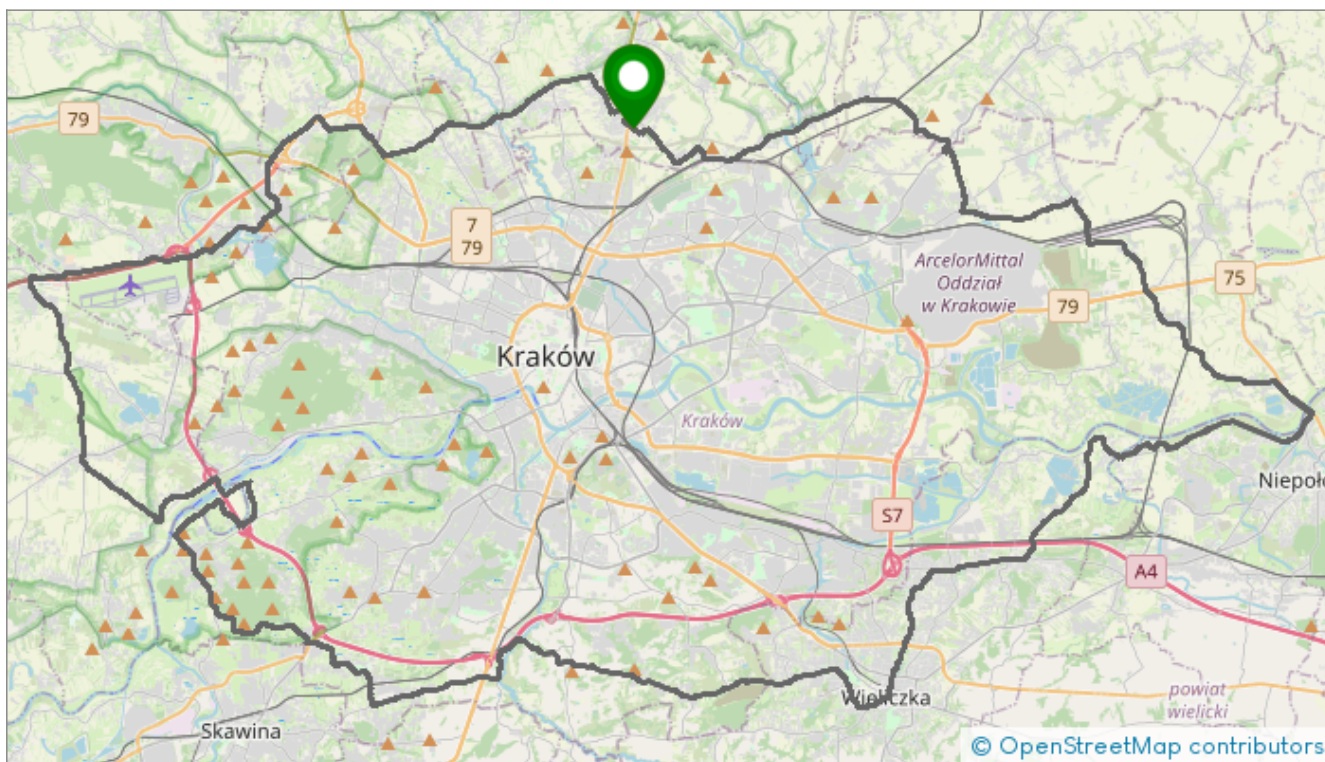 79
7
79
ArcelorMittal
Oddział
w Krakowie
75
79
Kraków
Kraków
Niepoło
S7
A4
powiat
wielicki
Wieliczka
Skawina
© OpenStreetMap contributors